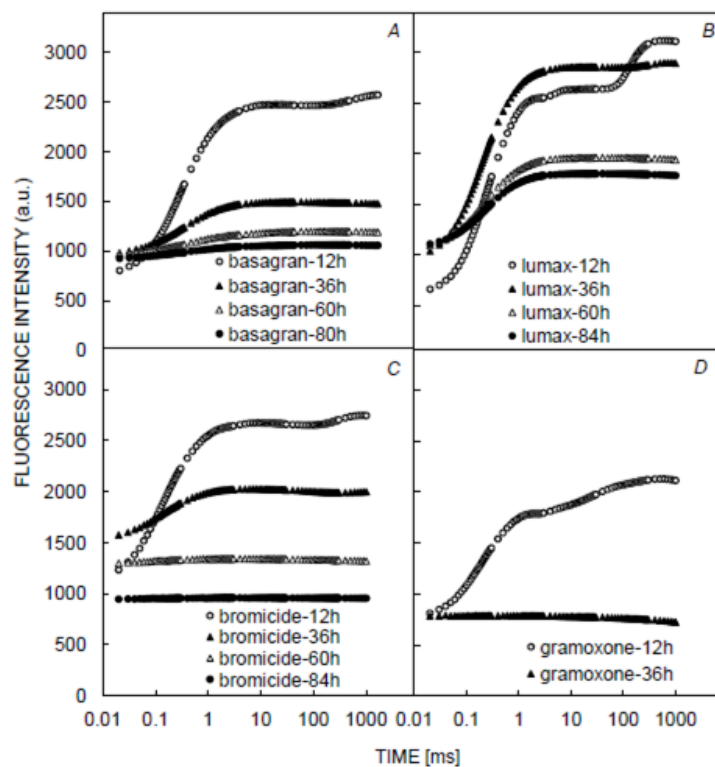 A
B
3000
2500
2000
1500
1000
500
0
basagran-12h
basagran-36h
basagran-60h
basagran-80h
lumax-12h
lumax-36h
lumax-60h
lumax-84h
FLUORESCENCE INTENSITY (a.u.)
C
D
3000
2500
2000
1500
1000
500
0
bromicide-12h
bromicide-36h
bromicide-60h
bromicide-84h
gramoxone-12h
gramoxone-36h
0.01 0.1 1 10 100 1000 0.01 0.1 1 10 100 1000
TIME [ms]